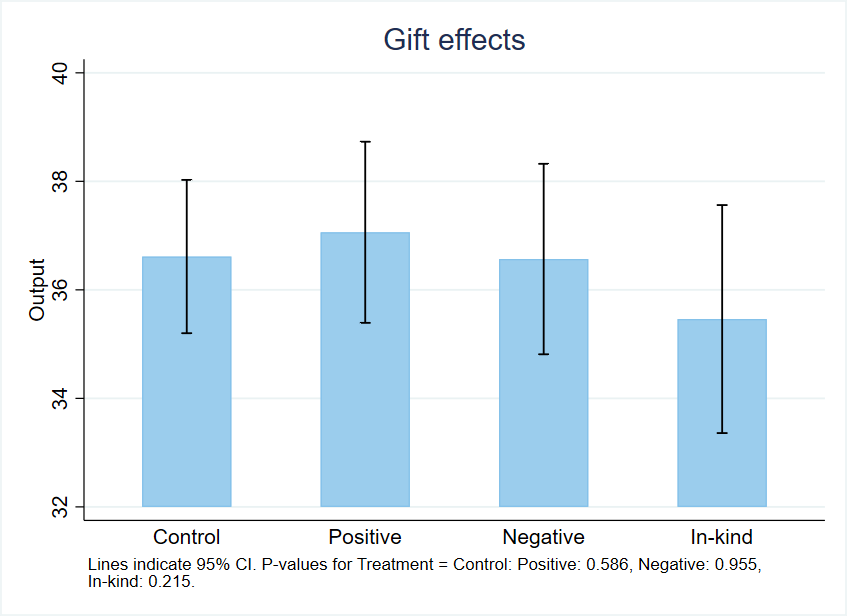 Gift effects
40
38
36
34
32
Output
Control Positive Negative In-kind
Lines indicate 95% CI. P-values for Treatment = Control: Positive: 0.586, Negative: 0.955,
In-kind: 0.215.